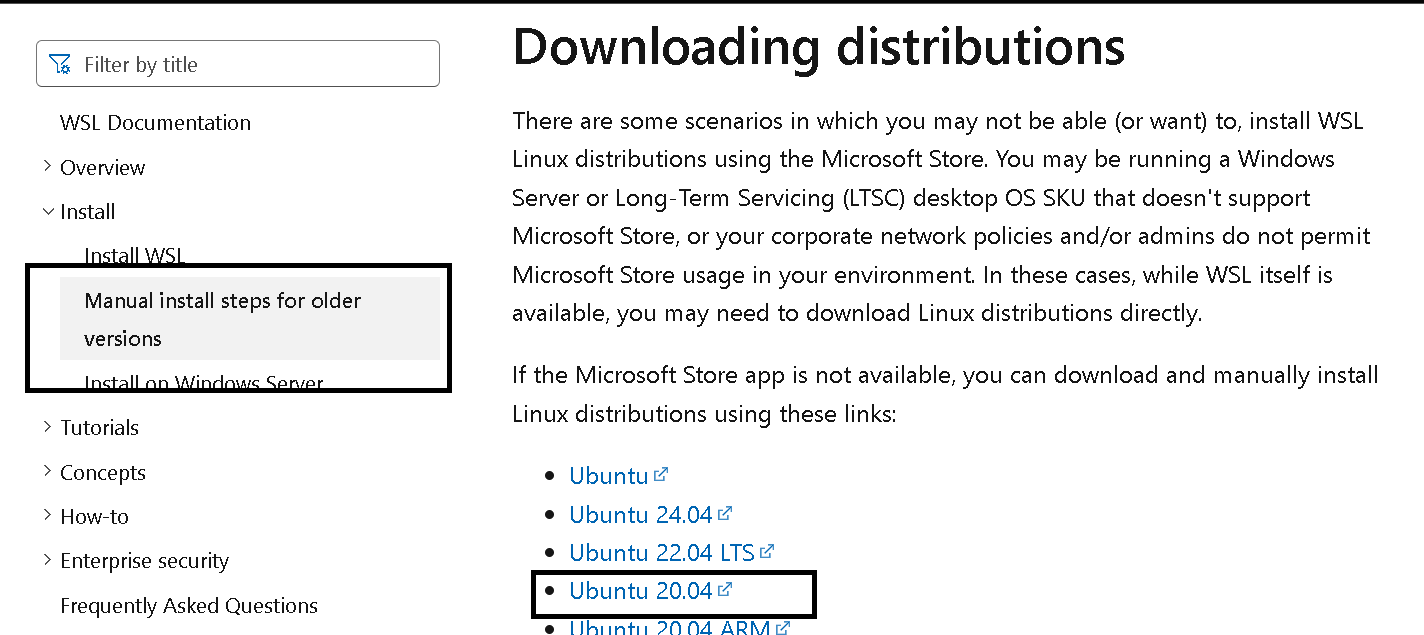 Filter by title
WSL Documentation
Overview
Install
Install WSL
Manual install steps for older
versions
Install on Windows Server
Tutorials
Concepts
How-to
Enterprise security
Frequently Asked Questions
Downloading distributions
There are some scenarios in which you may not be able (or want) to, install WSL
Linux distributions using the Microsoft Store. You may be running a Windows
Server or Long-Term Servicing (LTSC) desktop OS SKU that doesn't support
Microsoft Store, or your corporate network policies and/or admins do not permit
Microsoft Store usage in your environment. In these cases, while WSL itself is
available, you may need to download Linux distributions directly.
If the Microsoft Store app is not available, you can download and manually install
Linux distributions using these links:
Ubuntu
Ubuntu 24.04
Ubuntu 22.04 LTS
Ubuntu 20.04
Ubuntu 20.04 ARM